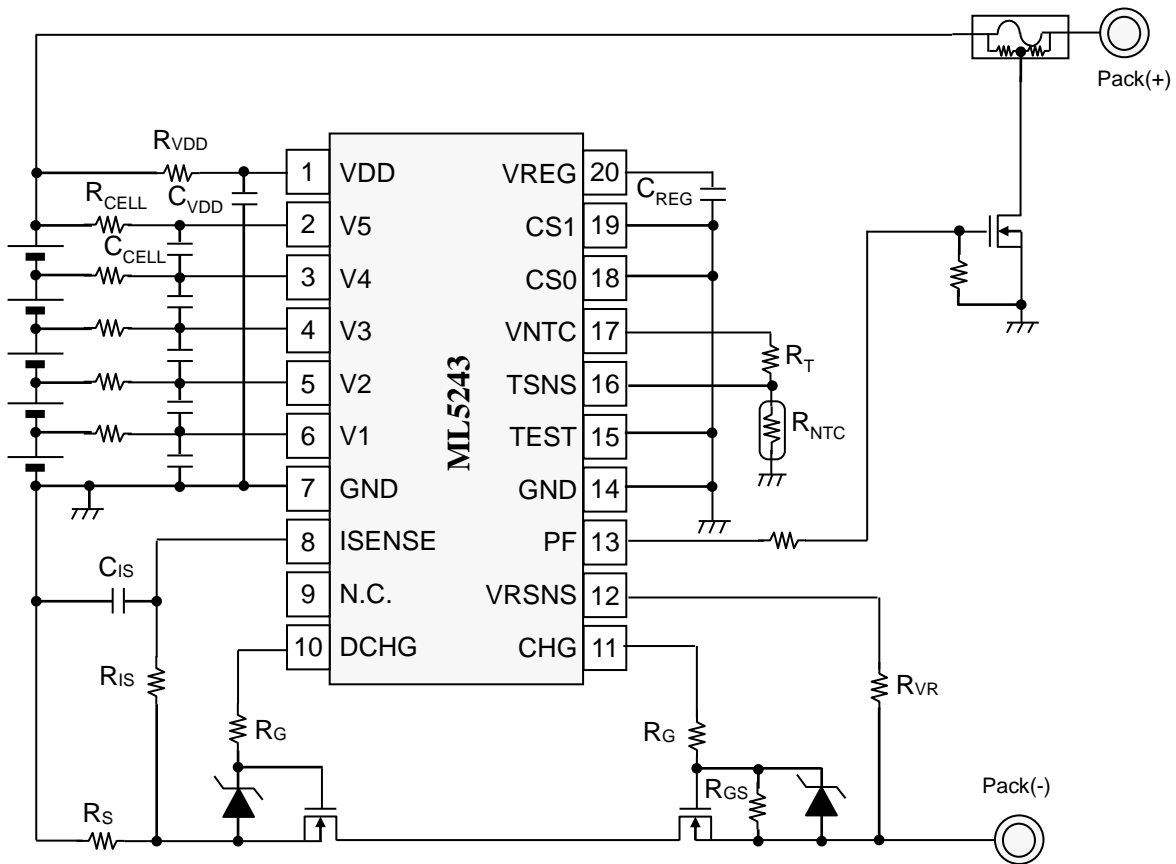 Pack(+)
RVDD
1 VDD
VREG 20
RCELL
CVDD
CREG
2 V5
CS1 19
CCELL
3 V4
CS0 18
4 V3
VNTC 17
RT
5 V2
TSNS 16
ML5243
6 V1
TEST 15
RNTC
7 GND
GND 14
8 ISENSE
PF 13
CIS
9 N.C.
VRSNS 12
10 DCHG
CHG 11
RIS
RVR
RG
RG
RGS
Pack(-)
RS